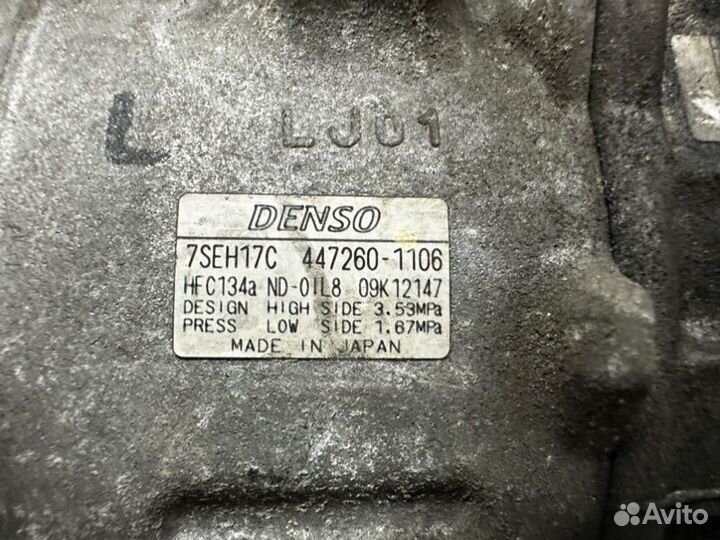 L
LJ01
DENSO
7SEH17C 447260-1106
HFC134a ND-OIL8 09K12147
DESIGN HIGH SIDE 3.53MPa
PRESS LOW SIDE 1.67MPa
MADE IN JAPAN
Avito